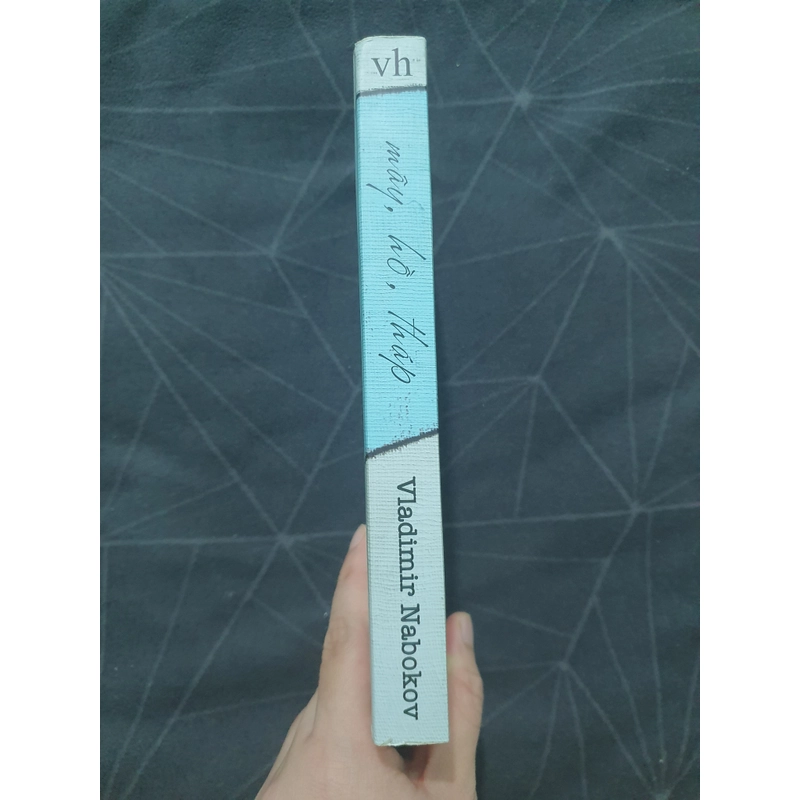 vh
mây, hồ, tháp
Vladimir Nabokov